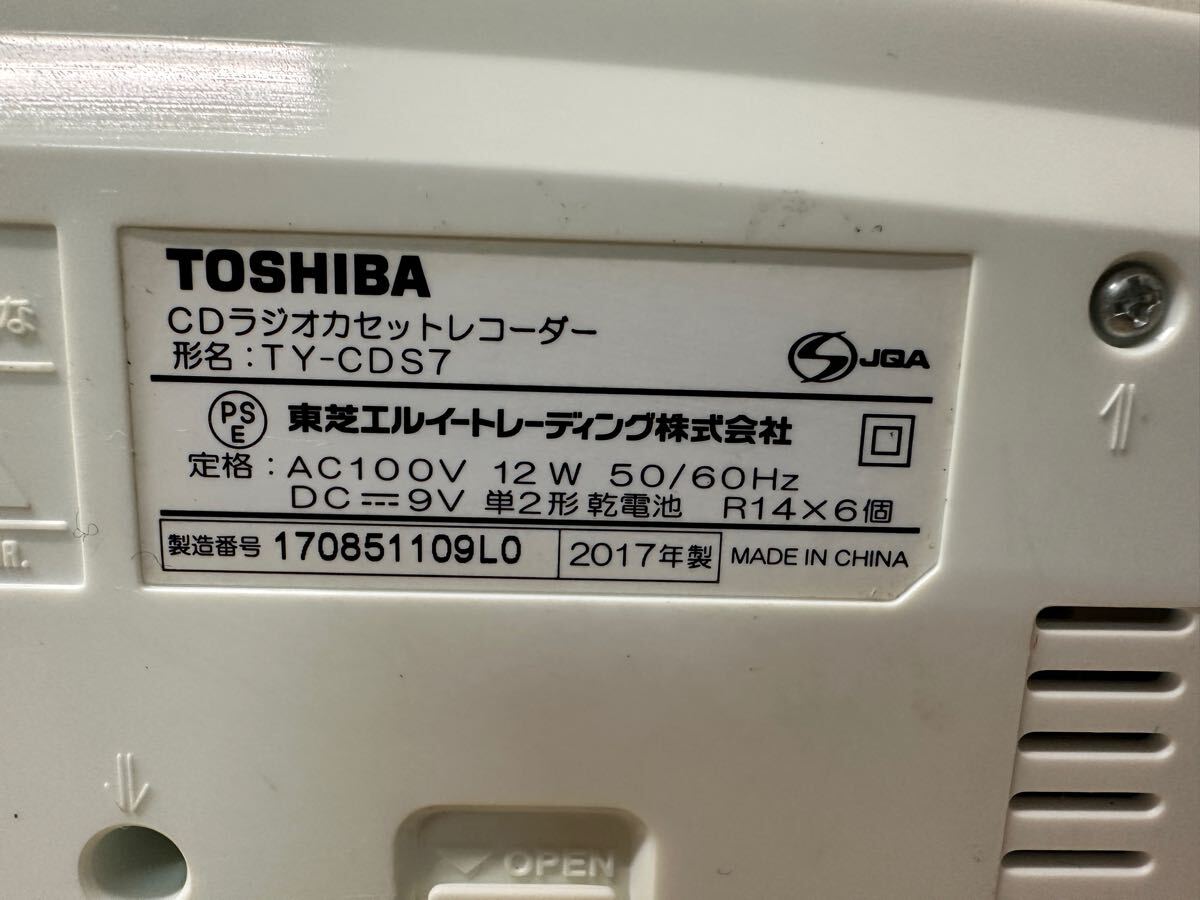 TOSHIBA
CDラジオカセットレコーダー
形名：TY-CDS7
JQA
PSE
東芝エルイートレーディング株式会社
定格：AC100V 12W 50/60Hz
DC⎓9V 単2形乾電池 R14×6個
製造番号 170851109L0
2017年製
MADE IN CHINA
な
R.
OPEN